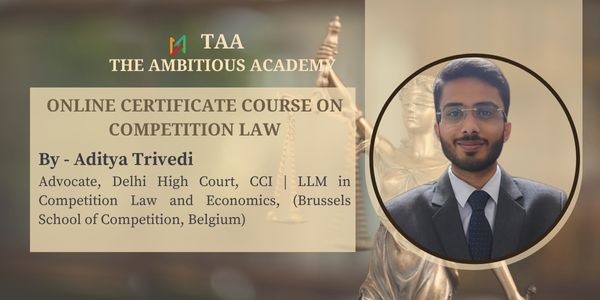 TAA
THE AMBITIOUS ACADEMY
ONLINE CERTIFICATE COURSE ON
COMPETITION LAW
By - Aditya Trivedi
Advocate, Delhi High Court, CCI | LLM in
Competition Law and Economics, (Brussels
School of Competition, Belgium)